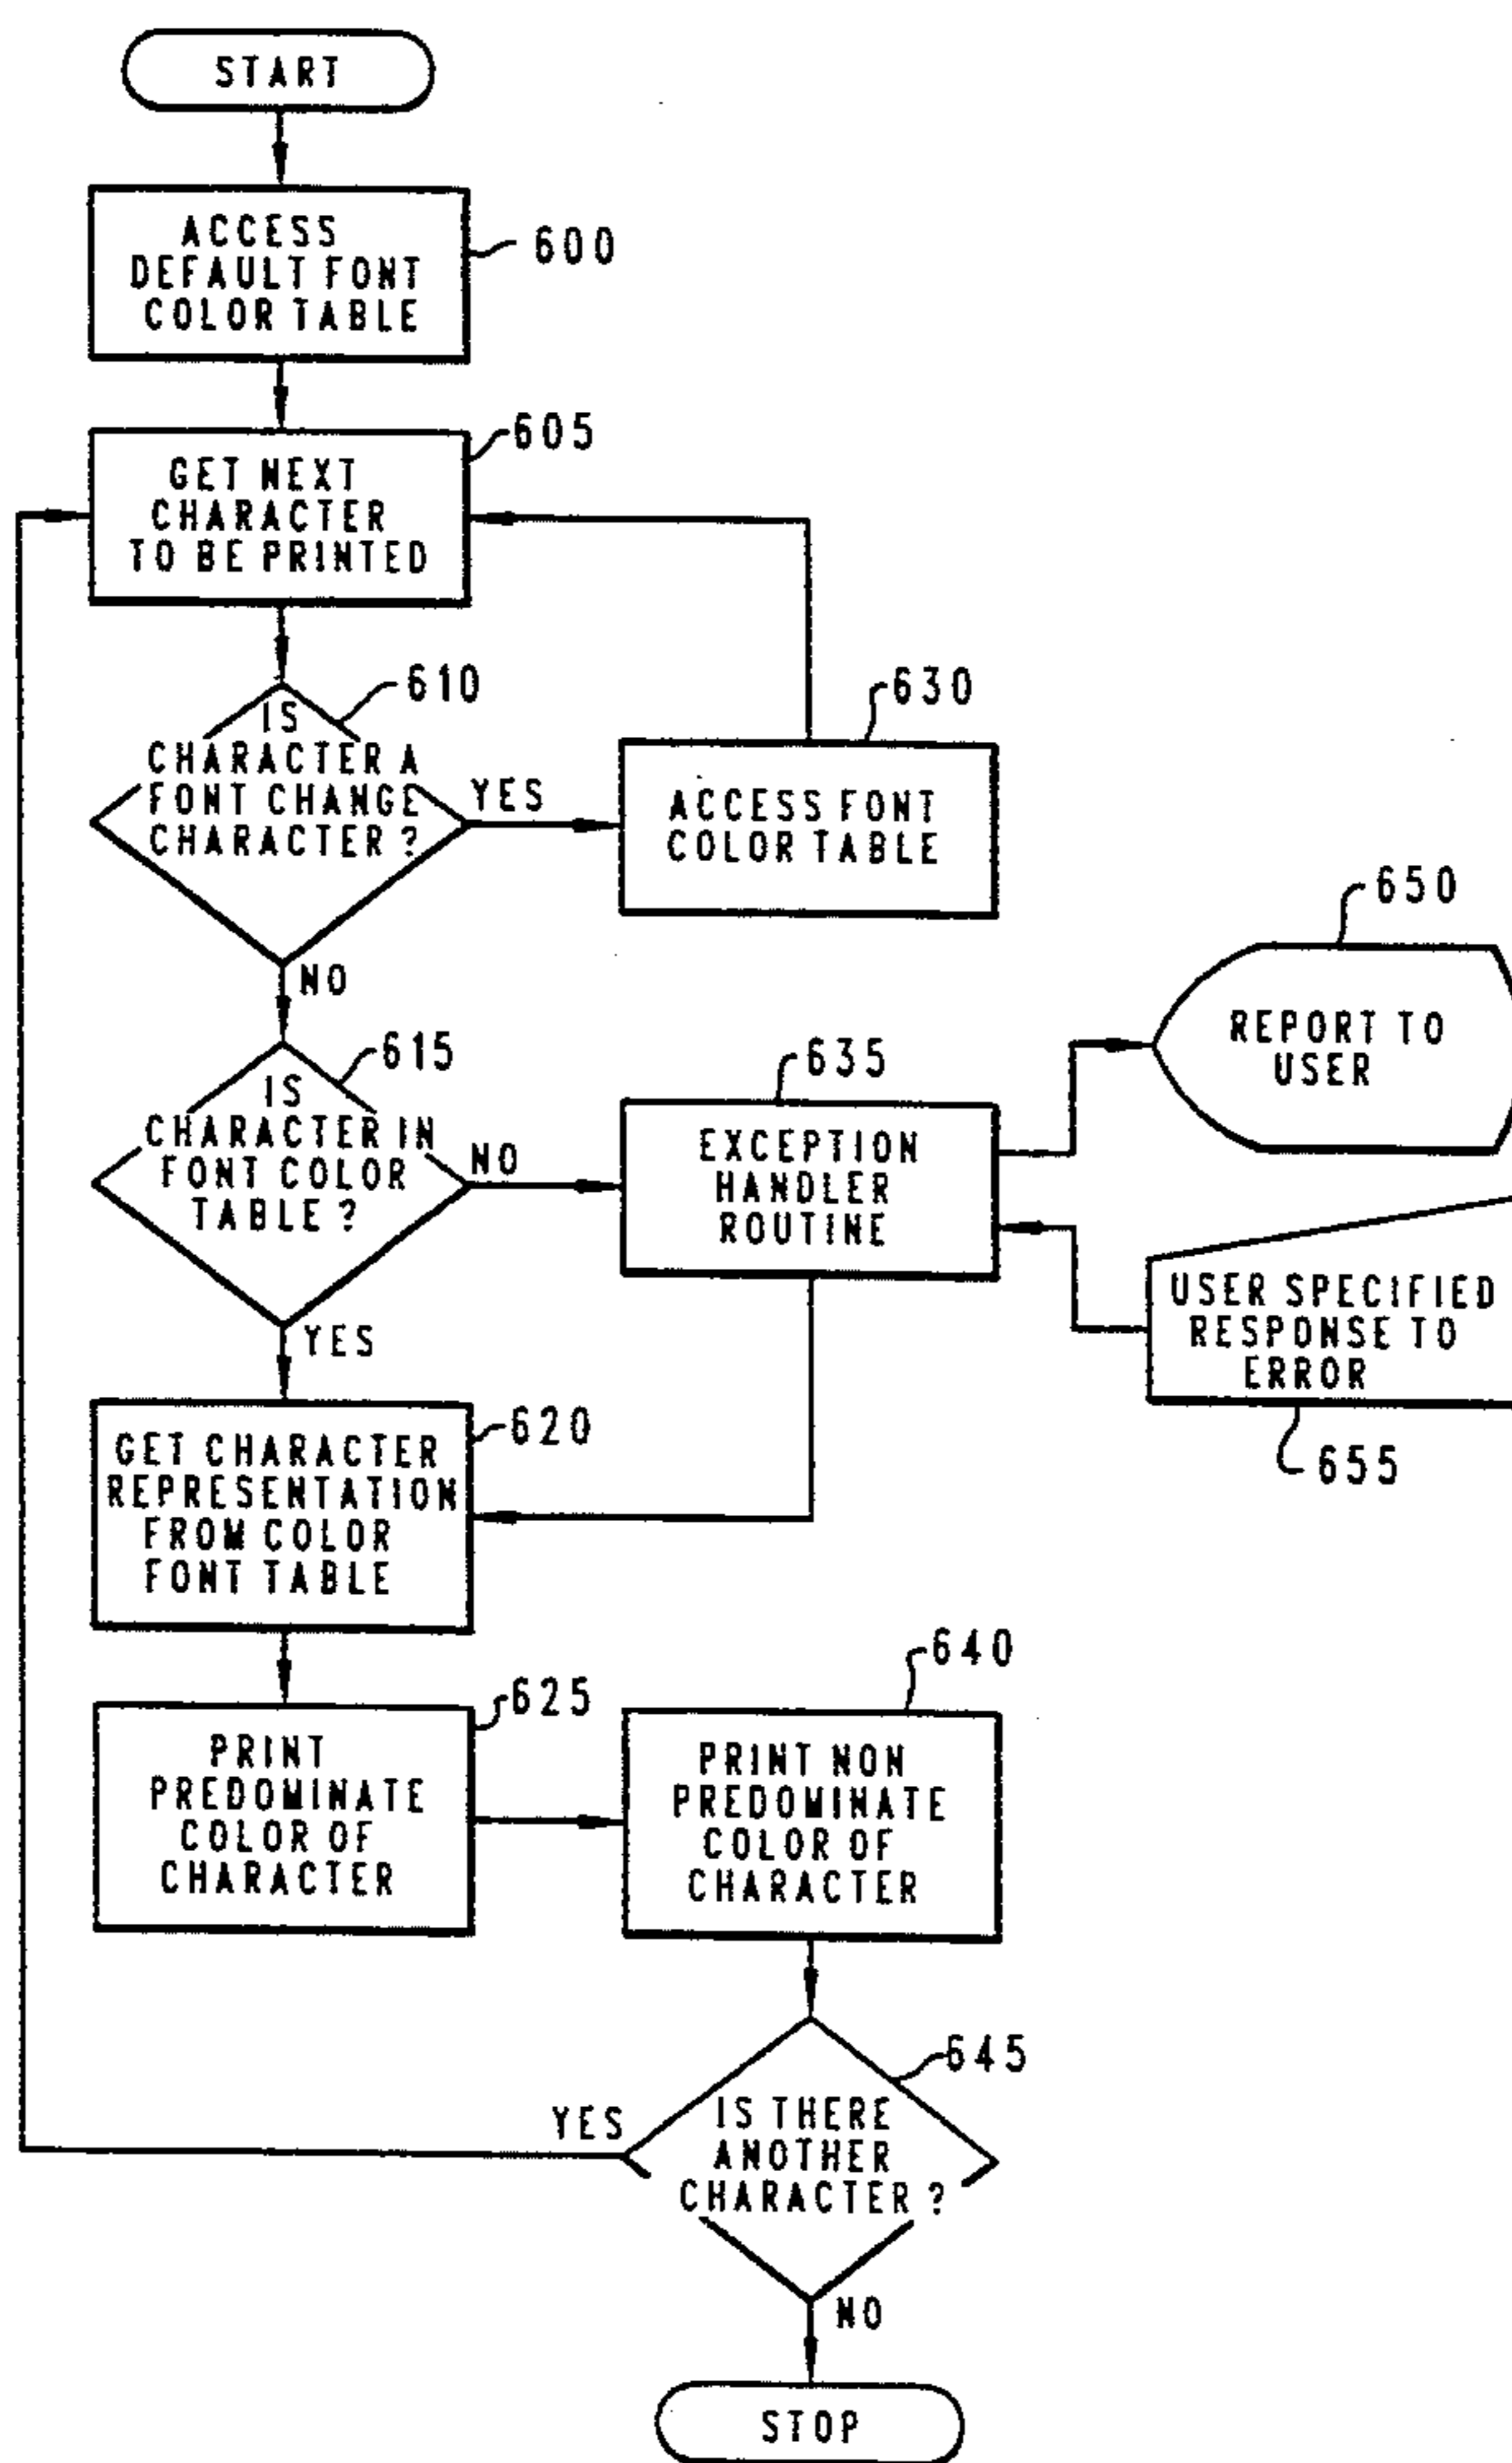 START
ACCESS
DEFAULT FONT
COLOR TABLE
600
GET NEXT
CHARACTER
TO BE PRINTED
605
IS
CHARACTER A
FONT CHANGE
CHARACTER ?
610
YES
NO
ACCESS FONT
COLOR TABLE
630
IS
CHARACTER IN
FONT COLOR
TABLE ?
615
NO
YES
EXCEPTION
HANDLER
ROUTINE
635
REPORT TO
USER
650
USER SPECIFIED
RESPONSE TO
ERROR
655
GET CHARACTER
REPRESENTATION
FROM COLOR
FONT TABLE
620
PRINT
PREDOMINATE
COLOR OF
CHARACTER
625
PRINT NON
PREDOMINATE
COLOR OF
CHARACTER
640
IS THERE
ANOTHER
CHARACTER ?
645
YES
NO
STOP